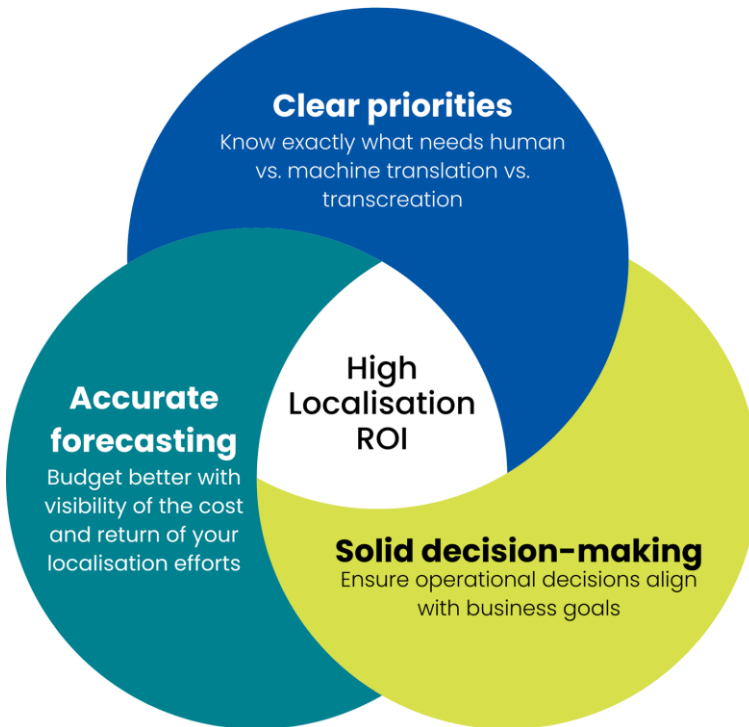 Clear priorities
Know exactly what needs human
vs. machine translation vs.
transcreation
High
Localisation
ROI
Accurate
forecasting
Budget better with
visibility of the cost
and return of your
localisation efforts
Solid decision-making
Ensure operational decisions align
with business goals